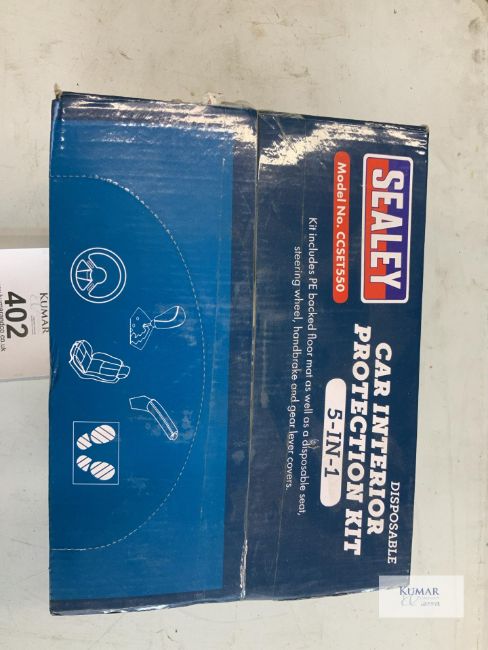 SEALEY
Model No. CCSET550
DISPOSABLE
CAR INTERIOR
PROTECTION KIT
5-IN-1
Kit includes PE backed floor mat as well as a disposable seat,
steering wheel, handbrake and gear lever covers.
KUMAR
402
KUMAR